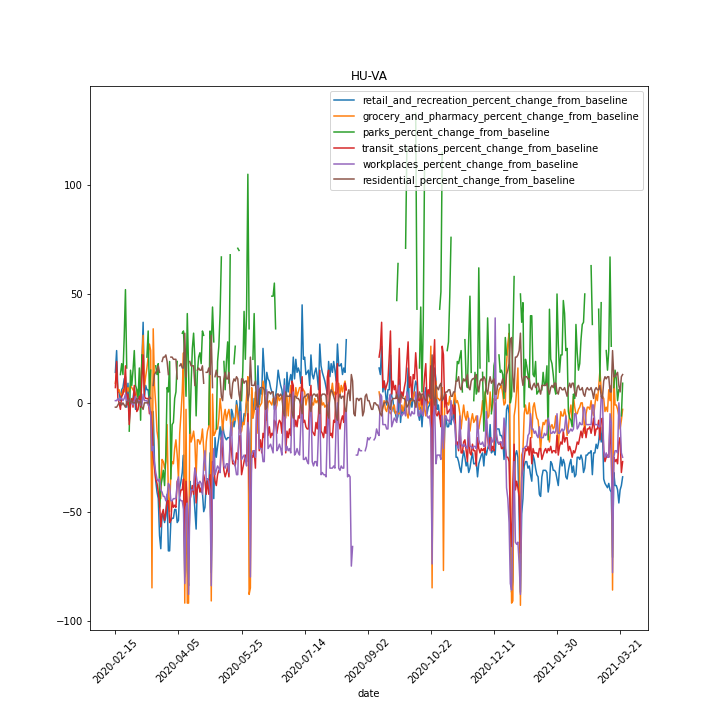 HU-VA
retail_and_recreation_percent_change_from_baseline
grocery_and_pharmacy_percent_change_from_baseline
parks_percent_change_from_baseline
transit_stations_percent_change_from_baseline
workplaces_percent_change_from_baseline
residential_percent_change_from_baseline
100
50
0
−50
−100
2020-02-15
2020-04-05
2020-05-25
2020-07-14
2020-09-02
2020-10-22
2020-12-11
2021-01-30
2021-03-21
date